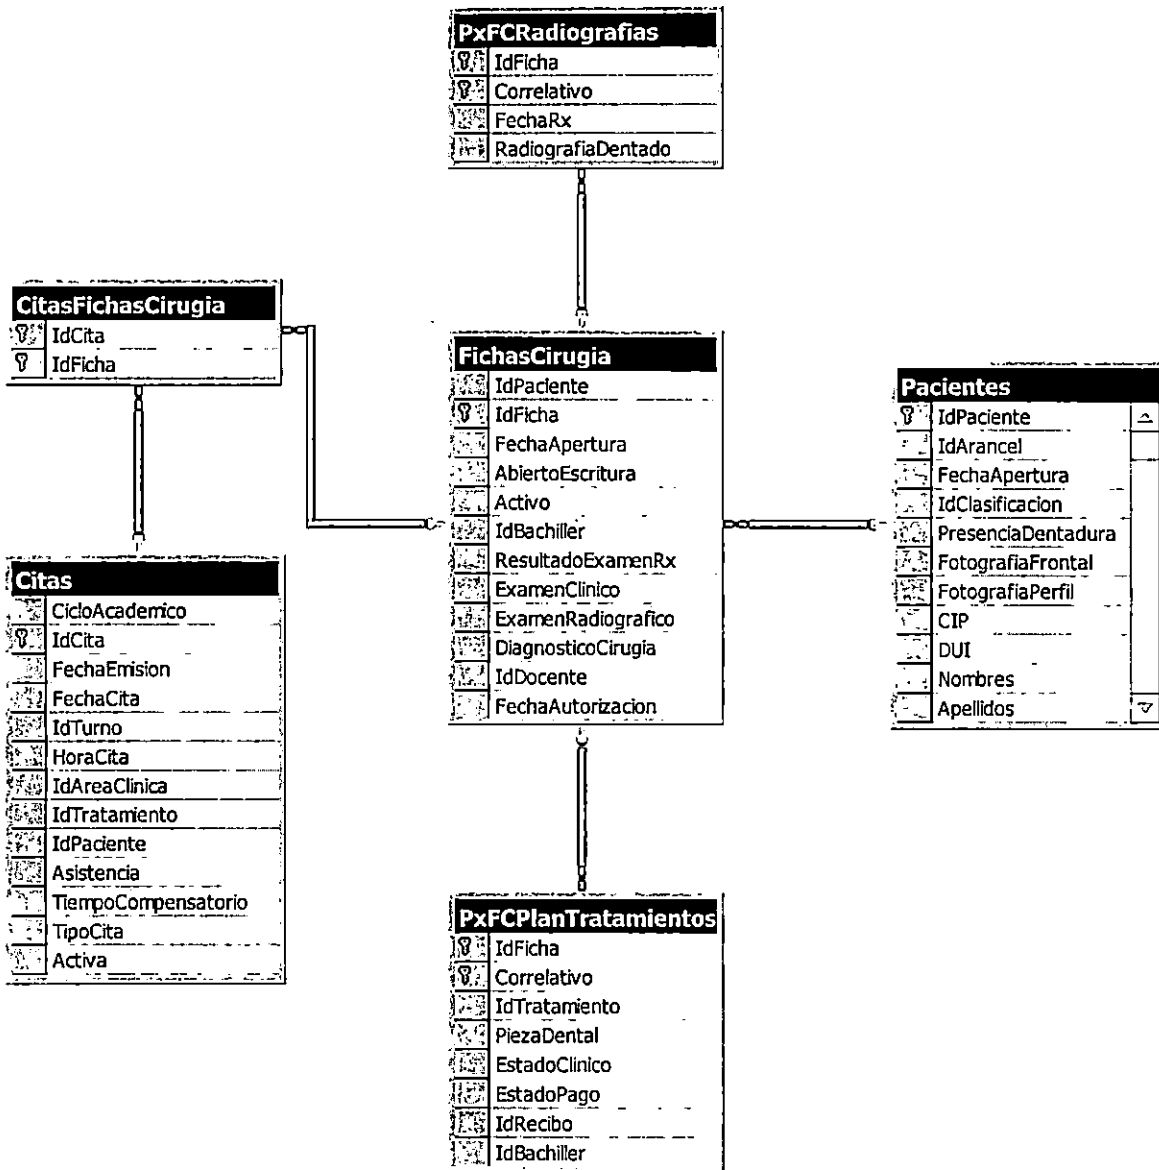 PxFCRadiografias
IdFicha
Correlativo
FechaRx
RadiografiaDentado
CitasFichasCirugia
IdCita
IdFicha
FichasCirugia
IdPaciente
IdFicha
FechaApertura
AbiertoEscritura
Activo
IdBachiller
ResultadoExamenRx
ExamenClinico
ExamenRadiografico
DiagnosticoCirugia
IdDocente
FechaAutorizacion
Pacientes
IdPaciente
IdArancel
FechaApertura
IdClasificacion
PresenciaDentadura
FotografiaFrontal
FotografiaPerfil
CIP
DUI
Nombres
Apellidos
Citas
CicloAcademico
IdCita
FechaEmision
FechaCita
IdTurno
HoraCita
IdAreaClinica
IdTratamiento
IdPaciente
Asistencia
TiempoCompensatorio
TipoCita
Activa
PxFCPlanTratamientos
IdFicha
Correlativo
IdTratamiento
PiezaDental
EstadoClinico
EstadoPago
IdRecibo
IdBachiller